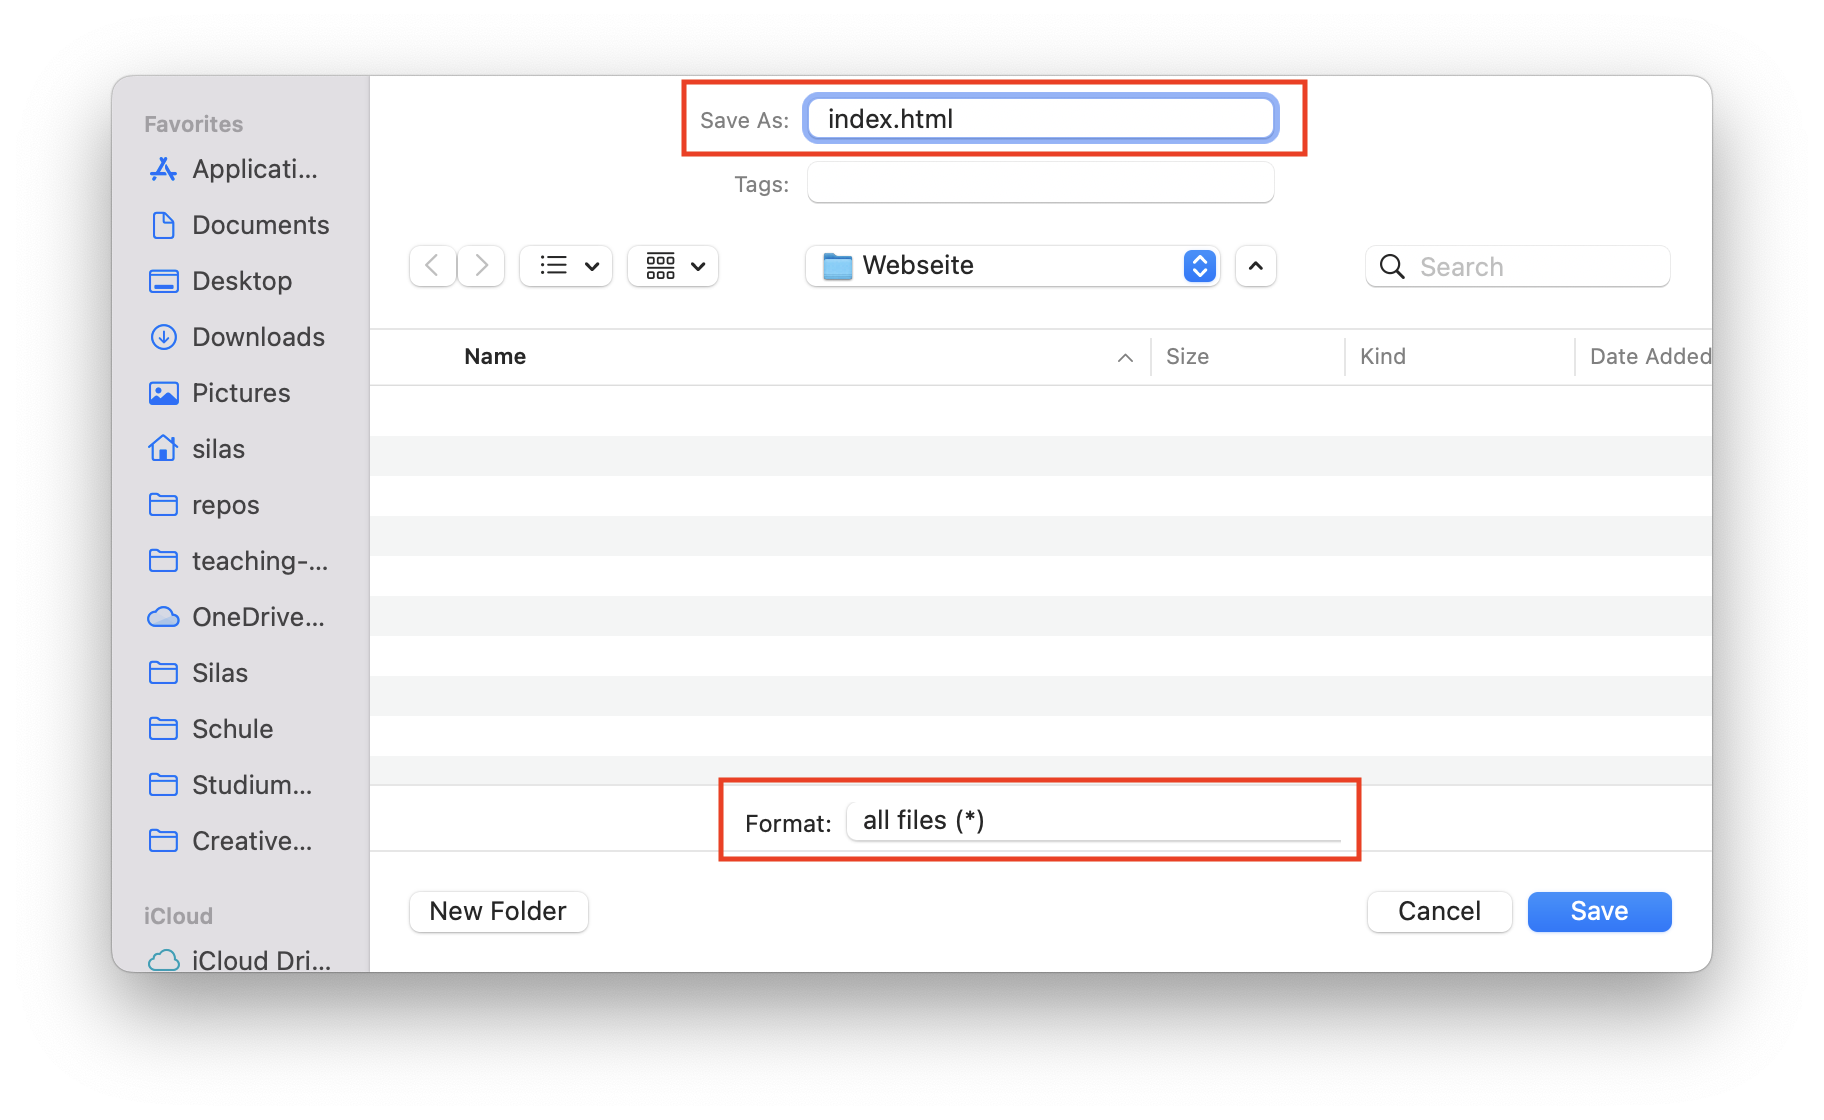 Favorites
Applicati...
Documents
Desktop
Downloads
Pictures
silas
repos
teaching-...
OneDrive...
Silas
Schule
Studium...
Creative...
iCloud
iCloud Dri...
Save As: index.html
Tags:
Webseite
Search
Name Size Kind Date Added
Format: all files (*)
New Folder Cancel Save